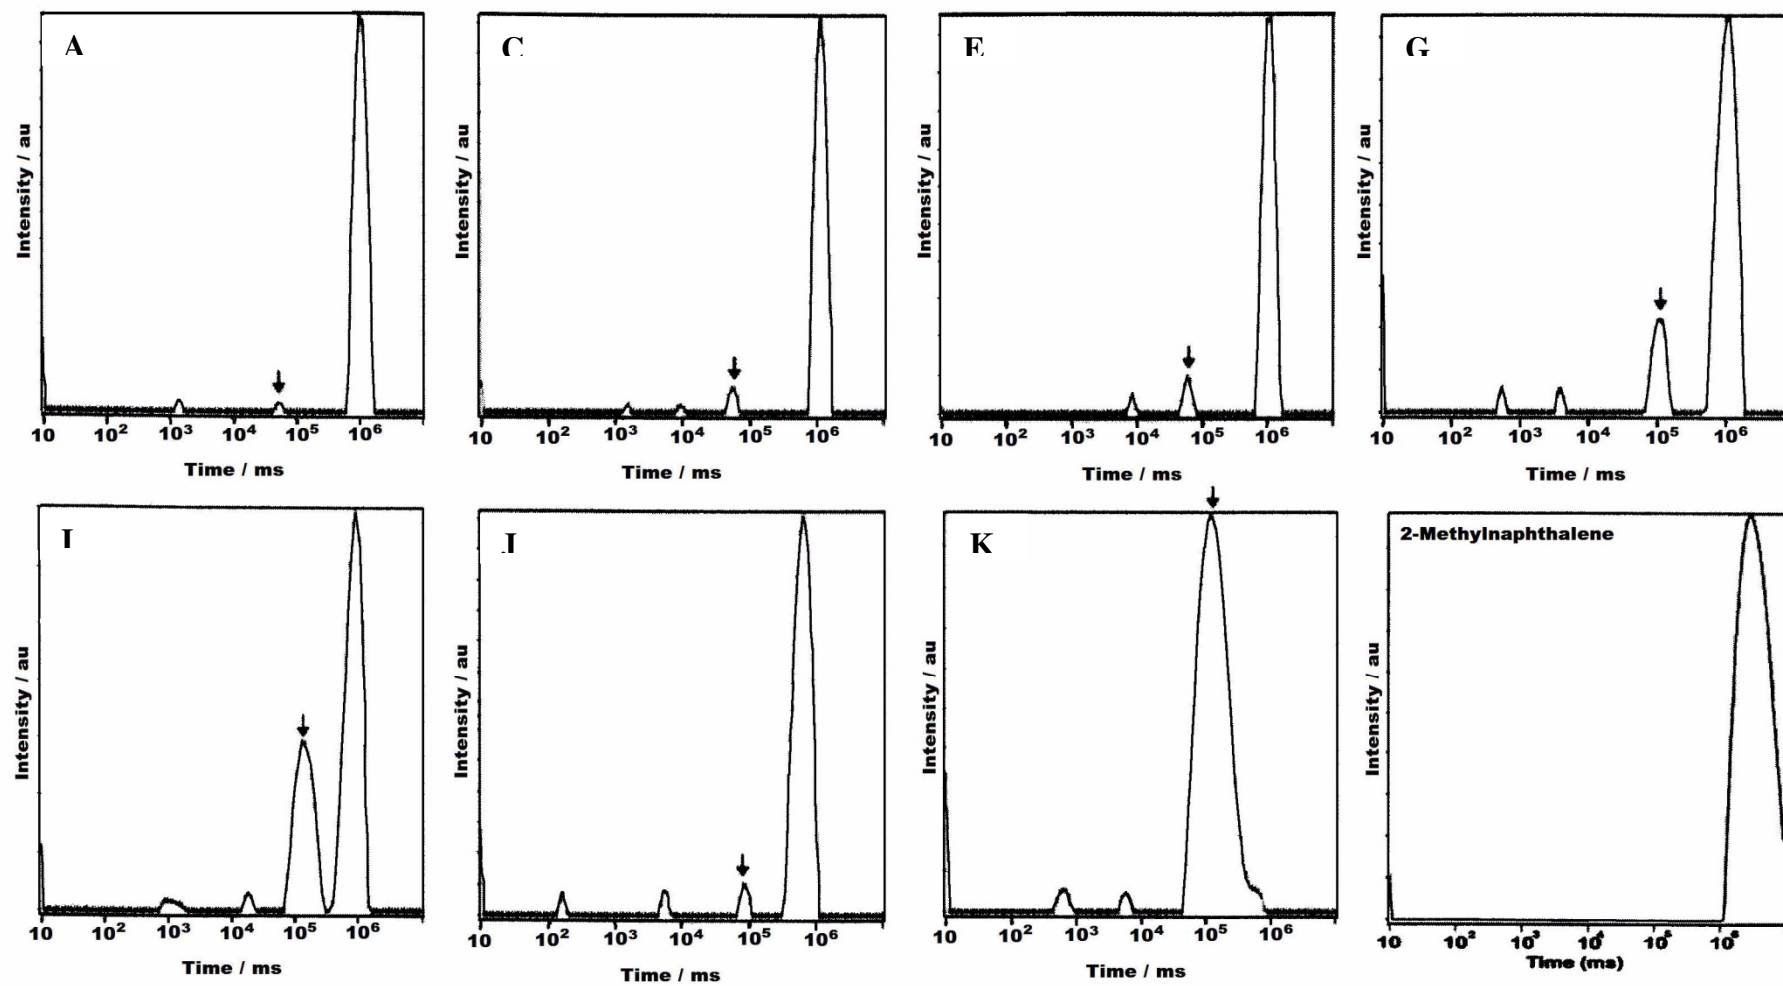 A
Intensity / au
10 10² 10³ 10⁴ 10⁵ 10⁶
Time / ms
C
Intensity / au
10 10² 10³ 10⁴ 10⁵ 10⁶
Time / ms
E
Intensity / au
10 10² 10³ 10⁴ 10⁵ 10⁶
Time / ms
G
Intensity / au
10 10² 10³ 10⁴ 10⁵ 10⁶
Time / ms
I
Intensity / au
10 10² 10³ 10⁴ 10⁵ 10⁶
Time / ms
J
Intensity / au
10 10² 10³ 10⁴ 10⁵ 10⁶
Time / ms
K
Intensity / au
10 10² 10³ 10⁴ 10⁵ 10⁶
Time / ms
2-Methylnaphthalene
Intensity / au
10 10² 10³ 10⁴ 10⁵ 10⁶
Time (ms)